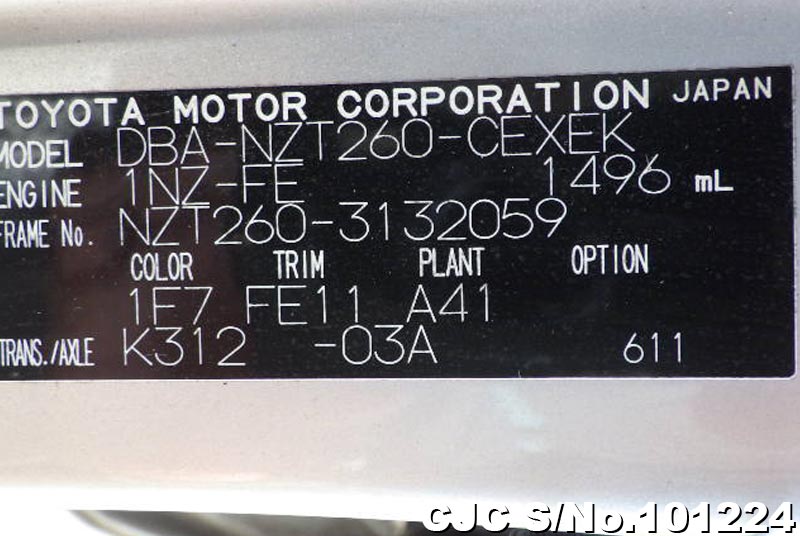 TOYOTA MOTOR CORPORATION JAPAN
MODEL DBA-NZT260-CEXEK
ENGINE 1NZ-FE 1496 mL
FRAME No. NZT260-3132059
COLOR TRIM PLANT OPTION
1F7 FE11 A41
TRANS./AXLE K312 -03A 611
CJC S/No.101224